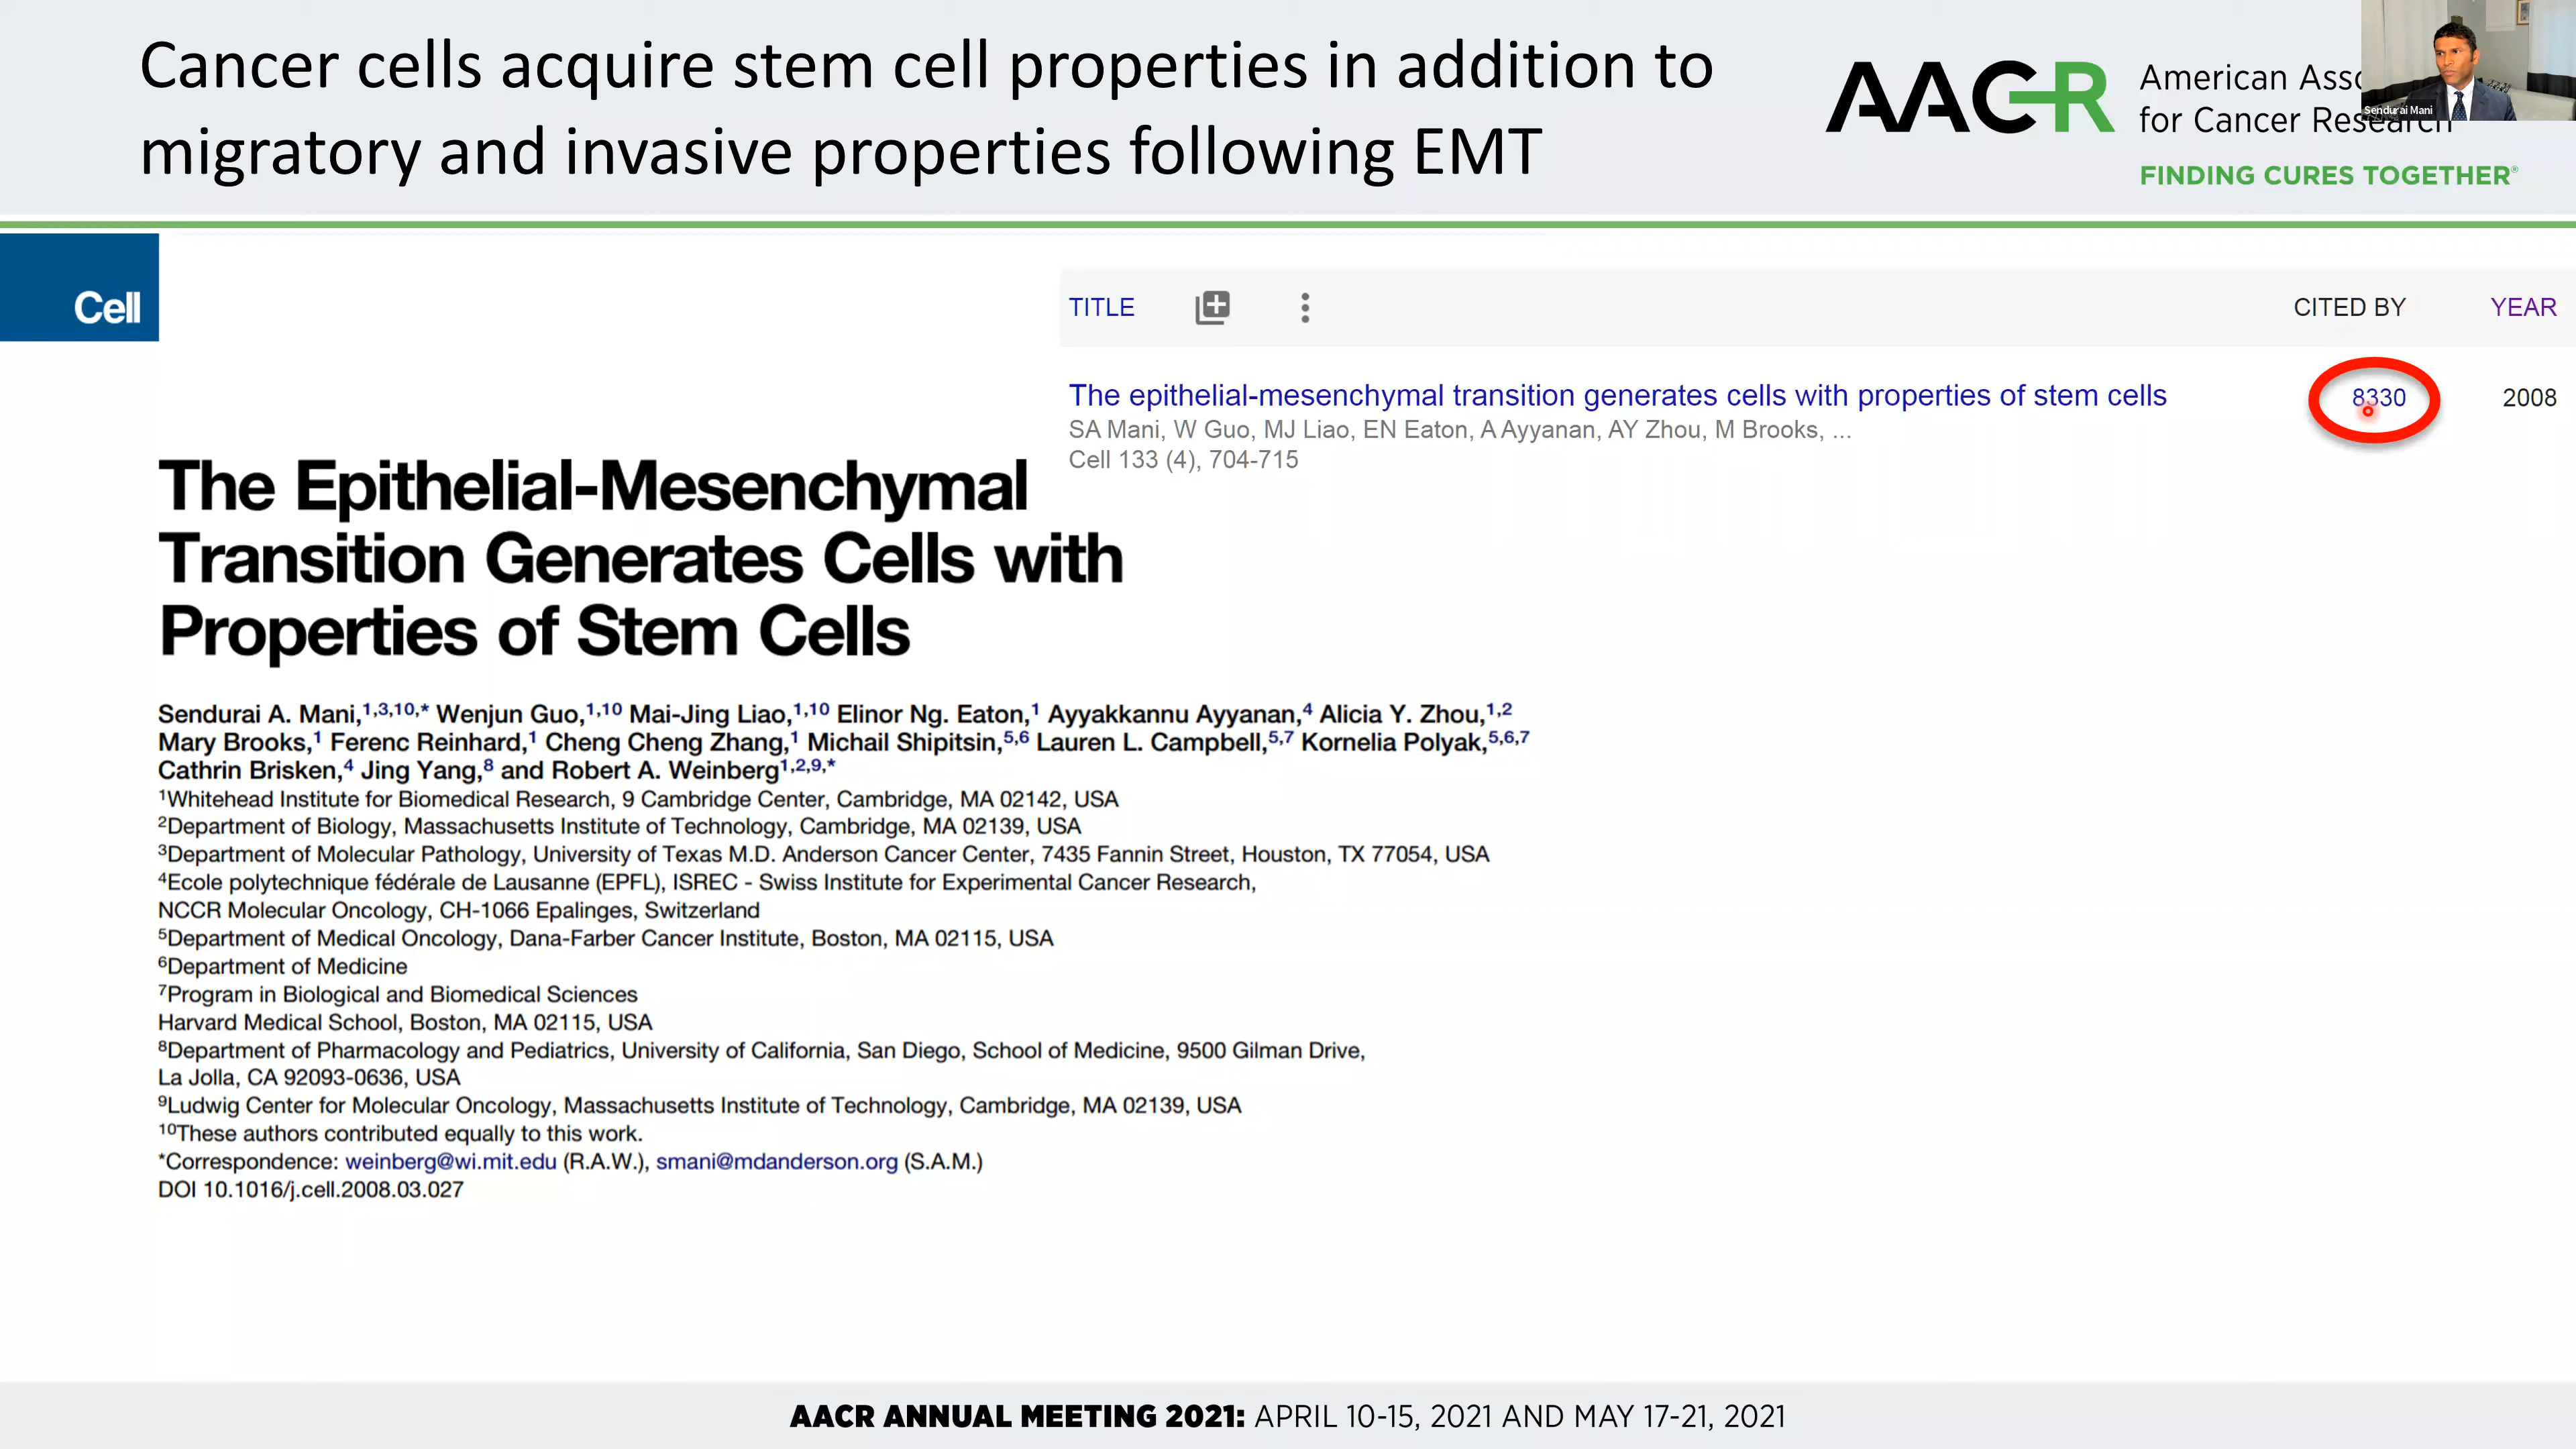 Cancer cells acquire stem cell properties in addition to
migratory and invasive properties following EMT
AACR
American Asso
for Cancer Research
FINDING CURES TOGETHER®
Sendurai Mani
Cell
TITLE CITED BY YEAR
The epithelial-mesenchymal transition generates cells with properties of stem cells 8330 2008
SA Mani, W Guo, MJ Liao, EN Eaton, A Ayyanan, AY Zhou, M Brooks, ...
Cell 133 (4), 704-715
The Epithelial-Mesenchymal
Transition Generates Cells with
Properties of Stem Cells
Sendurai A. Mani,1,3,10,* Wenjun Guo,1,10 Mai-Jing Liao,1,10 Elinor Ng. Eaton,1 Ayyakkannu Ayyanan,4 Alicia Y. Zhou,1,2
Mary Brooks,1 Ferenc Reinhard,1 Cheng Cheng Zhang,1 Michail Shipitsin,5,6 Lauren L. Campbell,5,7 Kornelia Polyak,5,6,7
Cathrin Brisken,4 Jing Yang,8 and Robert A. Weinberg1,2,9,*
1Whitehead Institute for Biomedical Research, 9 Cambridge Center, Cambridge, MA 02142, USA
2Department of Biology, Massachusetts Institute of Technology, Cambridge, MA 02139, USA
3Department of Molecular Pathology, University of Texas M.D. Anderson Cancer Center, 7435 Fannin Street, Houston, TX 77054, USA
4Ecole polytechnique fédérale de Lausanne (EPFL), ISREC - Swiss Institute for Experimental Cancer Research,
NCCR Molecular Oncology, CH-1066 Epalinges, Switzerland
5Department of Medical Oncology, Dana-Farber Cancer Institute, Boston, MA 02115, USA
6Department of Medicine
7Program in Biological and Biomedical Sciences
Harvard Medical School, Boston, MA 02115, USA
8Department of Pharmacology and Pediatrics, University of California, San Diego, School of Medicine, 9500 Gilman Drive,
La Jolla, CA 92093-0636, USA
9Ludwig Center for Molecular Oncology, Massachusetts Institute of Technology, Cambridge, MA 02139, USA
10These authors contributed equally to this work.
*Correspondence: weinberg@wi.mit.edu (R.A.W.), smani@mdanderson.org (S.A.M.)
DOI 10.1016/j.cell.2008.03.027
AACR ANNUAL MEETING 2021: APRIL 10-15, 2021 AND MAY 17-21, 2021